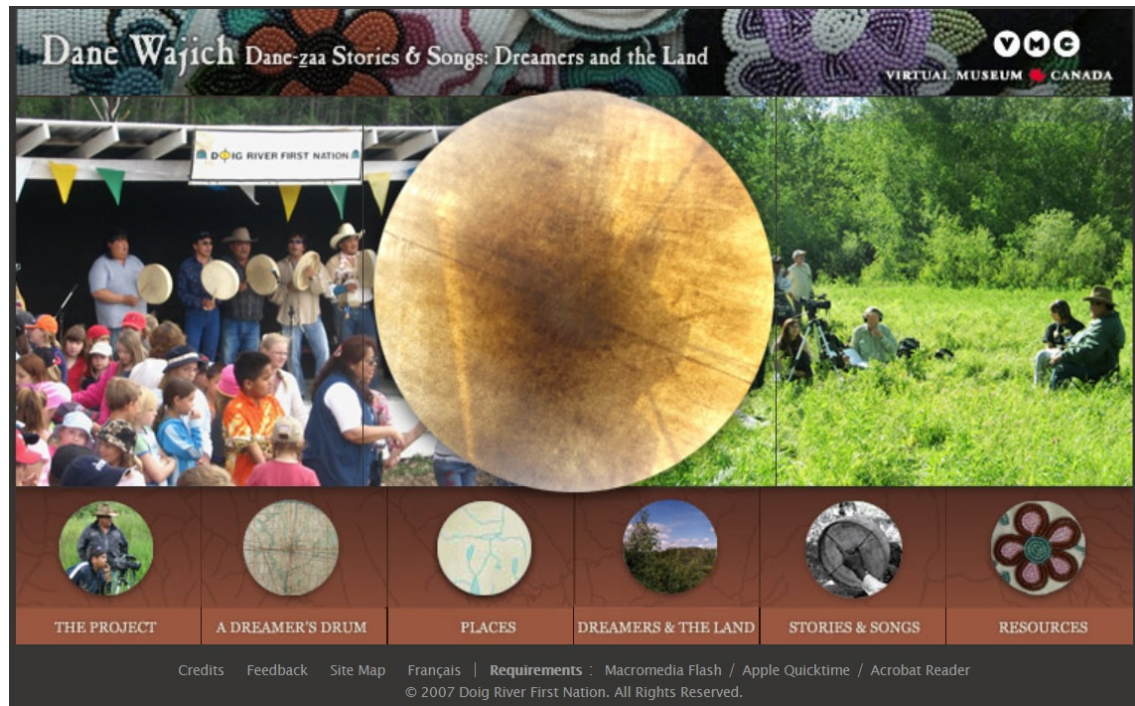 Dane Wajich Dane-zaa Stories & Songs: Dreamers and the Land
VMC
VIRTUAL MUSEUM CANADA
DOIG RIVER FIRST NATION
THE PROJECT
A DREAMER'S DRUM
PLACES
DREAMERS & THE LAND
STORIES & SONGS
RESOURCES
Credits Feedback Site Map Français | Requirements : Macromedia Flash / Apple Quicktime / Acrobat Reader
© 2007 Doig River First Nation. All Rights Reserved.